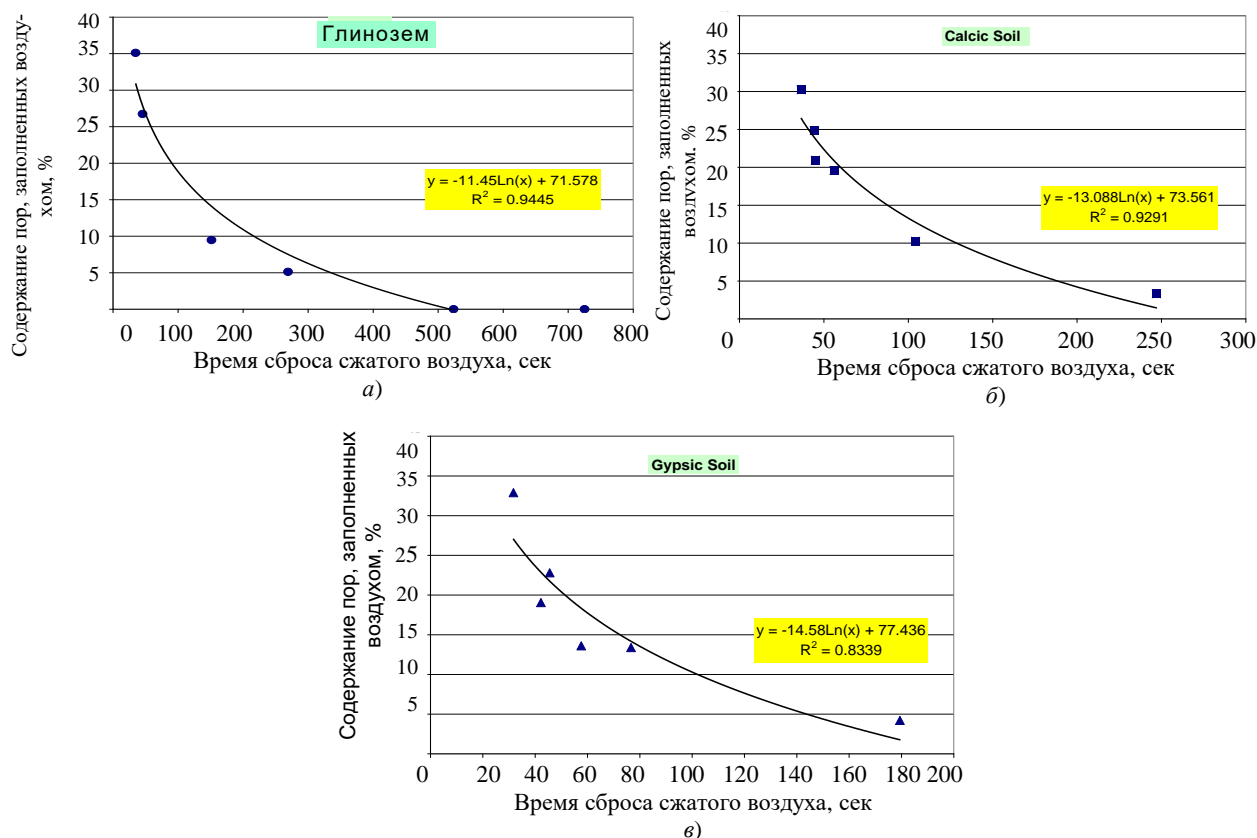 Содержание пор, заполненных возду-
хом, %
40
35
30
25
20
15
10
5
Глинозем
y = -11.45Ln(x) + 71.578
R² = 0.9445
0 100 200 300 400 500 600 700 800
Время сброса сжатого воздуха, сек
а)
Содержание пор, заполненных
воздухом. %
40
35
30
25
20
15
10
5
Calcic Soil
y = -13.088Ln(x) + 73.561
R² = 0.9291
0 50 100 150 200 250 300
Время сброса сжатого воздуха, сек
б)
Содержание пор, заполненных
воздухом, %
40
35
30
25
20
15
10
5
Gypsic Soil
y = -14.58Ln(x) + 77.436
R² = 0.8339
0 20 40 60 80 100 120 140 160 180 200
Время сброса сжатого воздуха, сек
в)